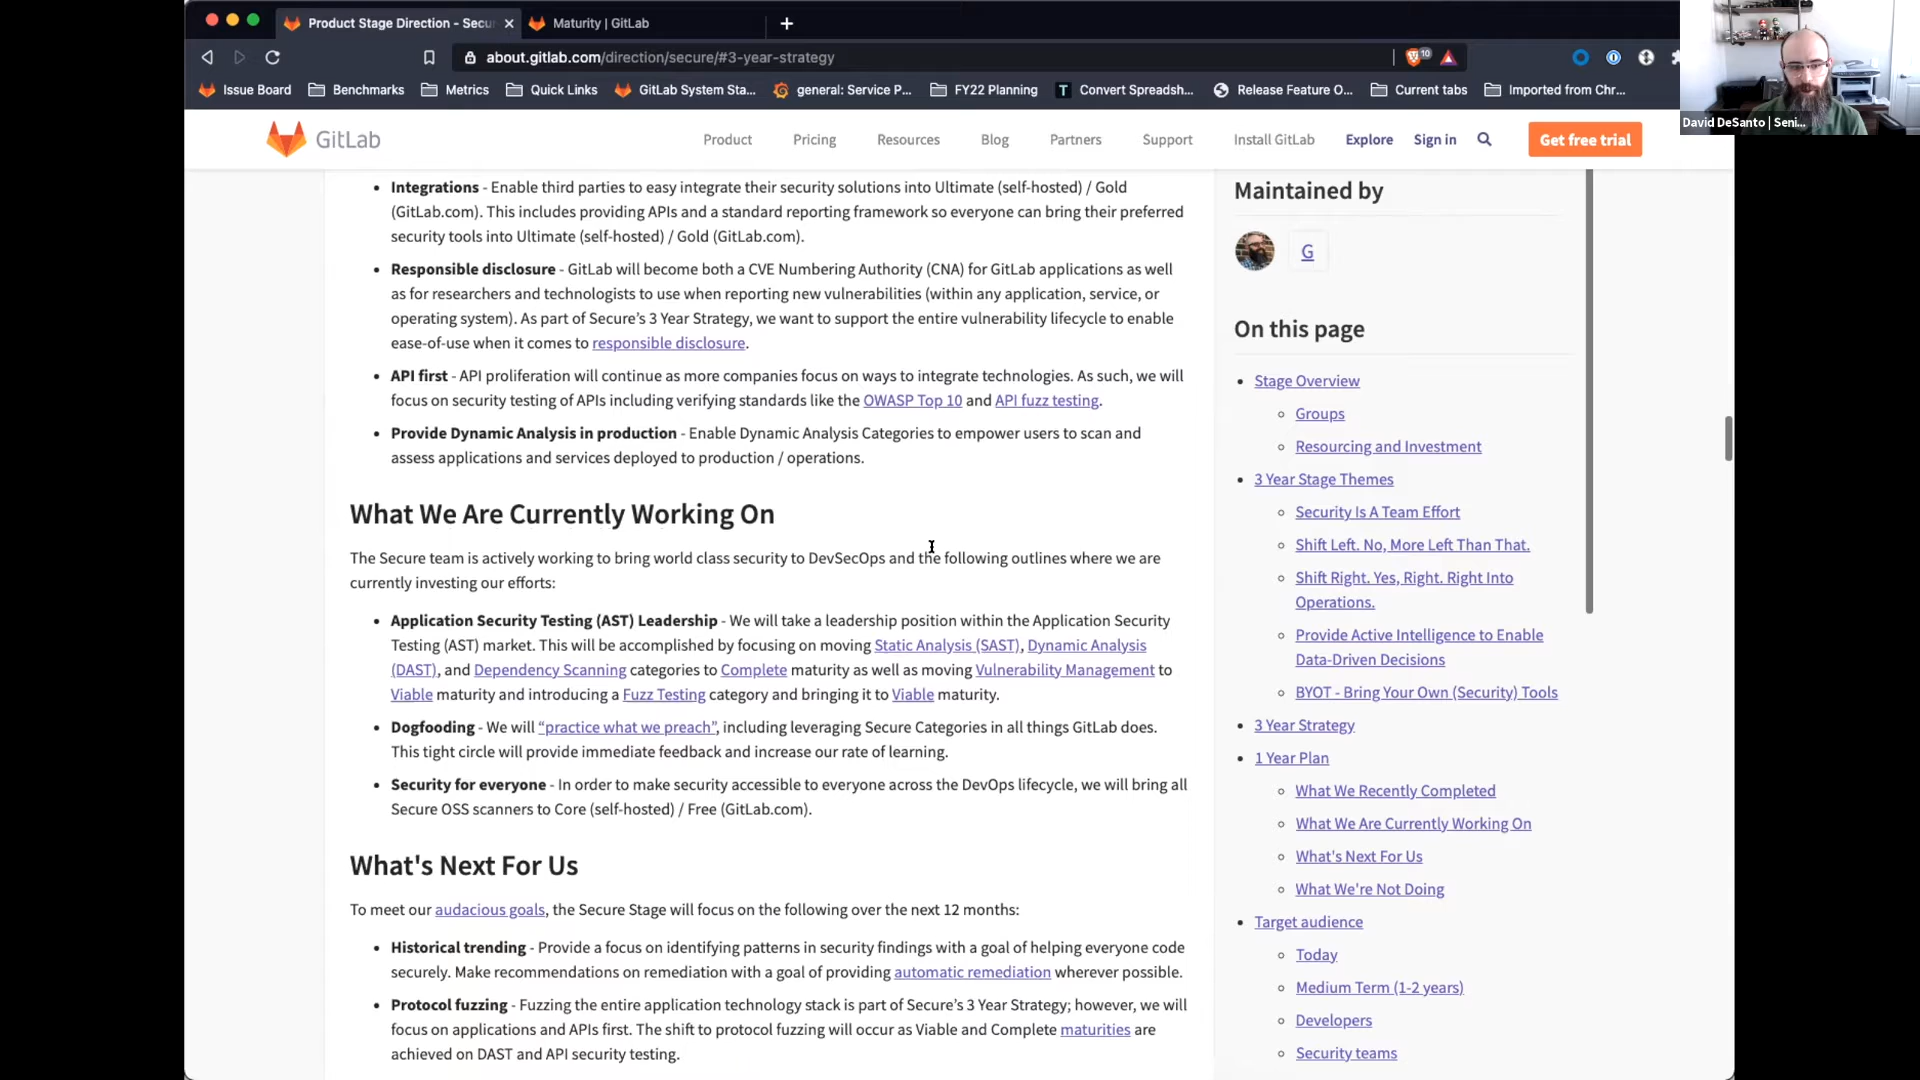 Product Stage Direction - Secu
Maturity | GitLab
about.gitlab.com/direction/secure/#3-year-strategy
10
Issue Board
Benchmarks
Metrics
Quick Links
GitLab System Sta...
general: Service P...
FY22 Planning
T
Convert Spreadsh...
Release Feature O...
Current tabs
Imported from Chr...
David DeSanto | Seni...
GitLab
Product
Pricing
Resources
Blog
Partners
Support
Install GitLab
Explore
Sign in
Get free trial
Integrations - Enable third parties to easy integrate their security solutions into Ultimate (self-hosted) / Gold
(GitLab.com). This includes providing APIs and a standard reporting framework so everyone can bring their preferred
security tools into Ultimate (self-hosted) / Gold (GitLab.com).
Responsible disclosure - GitLab will become both a CVE Numbering Authority (CNA) for GitLab applications as well
as for researchers and technologists to use when reporting new vulnerabilities (within any application, service, or
operating system). As part of Secure's 3 Year Strategy, we want to support the entire vulnerability lifecycle to enable
ease-of-use when it comes to responsible disclosure.
API first - API proliferation will continue as more companies focus on ways to integrate technologies. As such, we will
focus on security testing of APIs including verifying standards like the OWASP Top 10 and API fuzz testing.
Provide Dynamic Analysis in production - Enable Dynamic Analysis Categories to empower users to scan and
assess applications and services deployed to production / operations.
What We Are Currently Working On
The Secure team is actively working to bring world class security to DevSecOps and the following outlines where we are
currently investing our efforts:
Application Security Testing (AST) Leadership - We will take a leadership position within the Application Security
Testing (AST) market. This will be accomplished by focusing on moving Static Analysis (SAST), Dynamic Analysis
(DAST), and Dependency Scanning categories to Complete maturity as well as moving Vulnerability Management to
Viable maturity and introducing a Fuzz Testing category and bringing it to Viable maturity.
Dogfooding - We will “practice what we preach”, including leveraging Secure Categories in all things GitLab does.
This tight circle will provide immediate feedback and increase our rate of learning.
Security for everyone - In order to make security accessible to everyone across the DevOps lifecycle, we will bring all
Secure OSS scanners to Core (self-hosted) / Free (GitLab.com).
What's Next For Us
To meet our audacious goals, the Secure Stage will focus on the following over the next 12 months:
Historical trending - Provide a focus on identifying patterns in security findings with a goal of helping everyone code
securely. Make recommendations on remediation with a goal of providing automatic remediation wherever possible.
Protocol fuzzing - Fuzzing the entire application technology stack is part of Secure's 3 Year Strategy; however, we will
focus on applications and APIs first. The shift to protocol fuzzing will occur as Viable and Complete maturities are
achieved on DAST and API security testing.
Maintained by
G
On this page
Stage Overview
Groups
Resourcing and Investment
3 Year Stage Themes
Security Is A Team Effort
Shift Left. No, More Left Than That.
Shift Right. Yes, Right. Right Into
Operations.
Provide Active Intelligence to Enable
Data-Driven Decisions
BYOT - Bring Your Own (Security) Tools
3 Year Strategy
1 Year Plan
What We Recently Completed
What We Are Currently Working On
What's Next For Us
What We're Not Doing
Target audience
Today
Medium Term (1-2 years)
Developers
Security teams